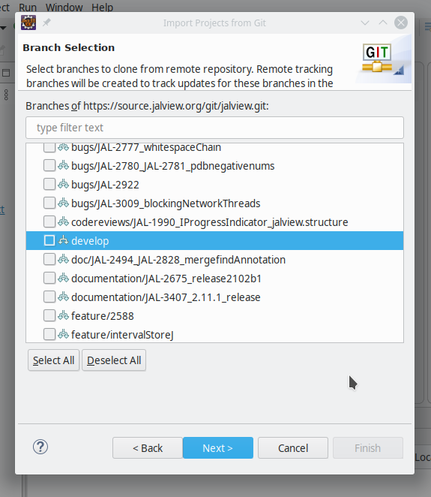 ct Run Window Help
Import Projects from Git
Branch Selection
GIT
Select branches to clone from remote repository. Remote tracking
branches will be created to track updates for these branches in the
Branches of https://source.jalview.org/git/jalview.git:
type filter text
bugs/JAL-2777_whitespaceChain
bugs/JAL-2780_JAL-2781_pdbnegativenums
bugs/JAL-2922
bugs/JAL-3009_blockingNetworkThreads
codereviews/JAL-1990_IProgressIndicator_jalview.structure
develop
doc/JAL-2494_JAL-2828_mergefindAnnotation
documentation/JAL-2675_release2102b1
documentation/JAL-3407_2.11.1_release
feature/2588
feature/intervalStoreJ
Select All Deselect All
? < Back Next > Cancel Finish
Loc